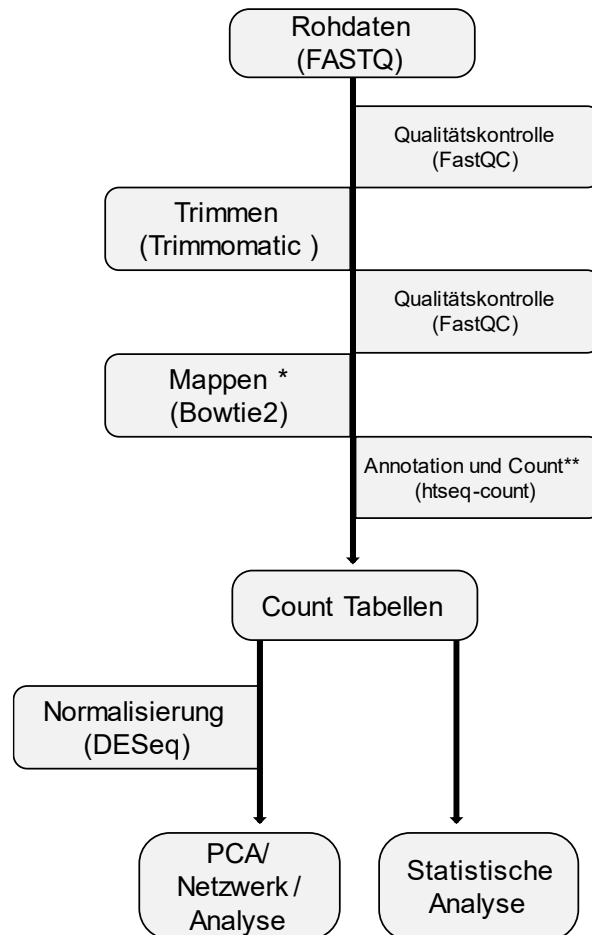 Rohdaten
(FASTQ)
Qualitätskontrolle
(FastQC)
Trimmen
(Trimmomatic )
Qualitätskontrolle
(FastQC)
Mappen *
(Bowtie2)
Annotation und Count**
(htseq-count)
Count Tabellen
Normalisierung
(DESeq)
PCA/
Netzwerk /
Analyse
Statistische
Analyse